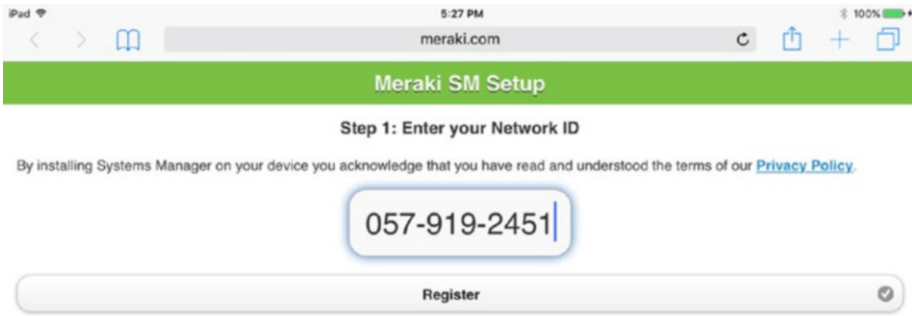 iPad 5:27 PM 100%
meraki.com
Meraki SM Setup
Step 1: Enter your Network ID
By installing Systems Manager on your device you acknowledge that you have read and understood the terms of our Privacy Policy.
057-919-2451
Register